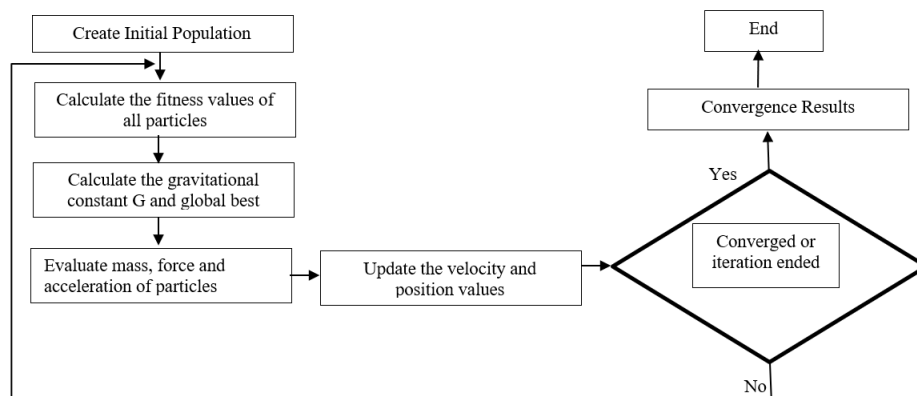 Create Initial Population
Calculate the fitness values of
all particles
Calculate the gravitational
constant G and global best
Evaluate mass, force and
acceleration of particles
Update the velocity and
position values
Converged or
iteration ended
Yes
No
Convergence Results
End